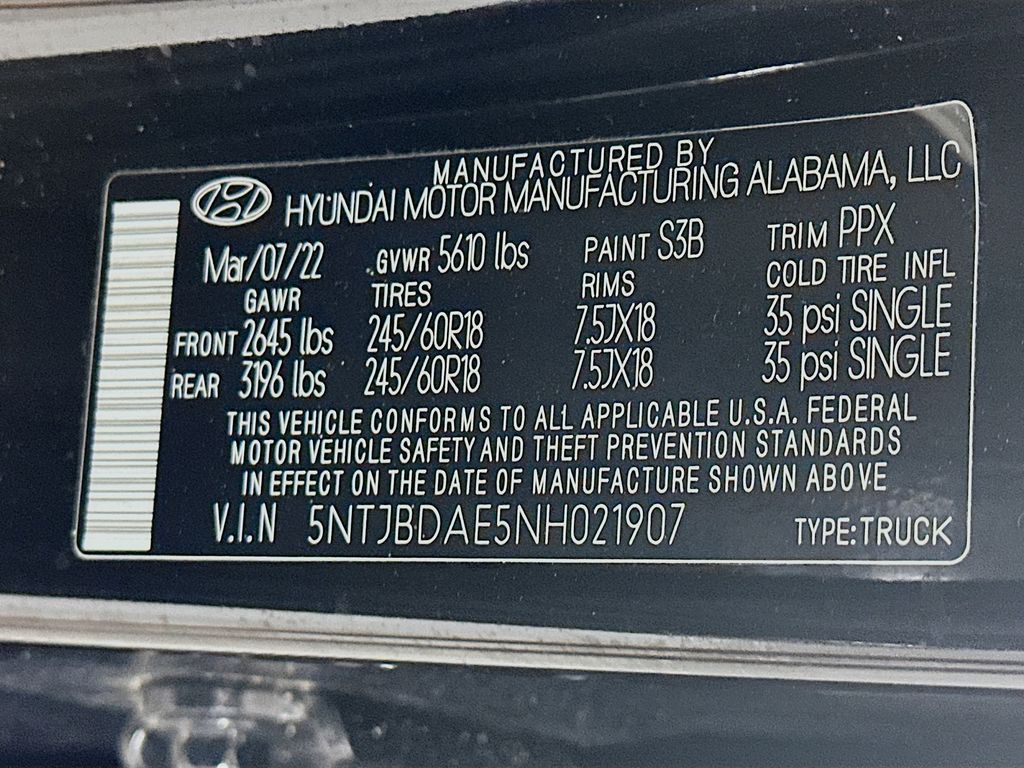 MANUFACTURED BY
HYUNDAI MOTOR MANUFACTURING ALABAMA, LLC
Mar/07/22 GVWR 5610 lbs PAINT S3B TRIM PPX
GAWR TIRES RIMS COLD TIRE INFL
FRONT 2645 lbs 245/60R18 7.5JX18 35 psi SINGLE
REAR 3196 lbs 245/60R18 7.5JX18 35 psi SINGLE
THIS VEHICLE CONFORMS TO ALL APPLICABLE U.S.A. FEDERAL
MOTOR VEHICLE SAFETY AND THEFT PREVENTION STANDARDS
IN EFFECT ON THE DATE OF MANUFACTURE SHOWN ABOVE
V.I.N 5NTJBDAE5NH021907 TYPE:TRUCK